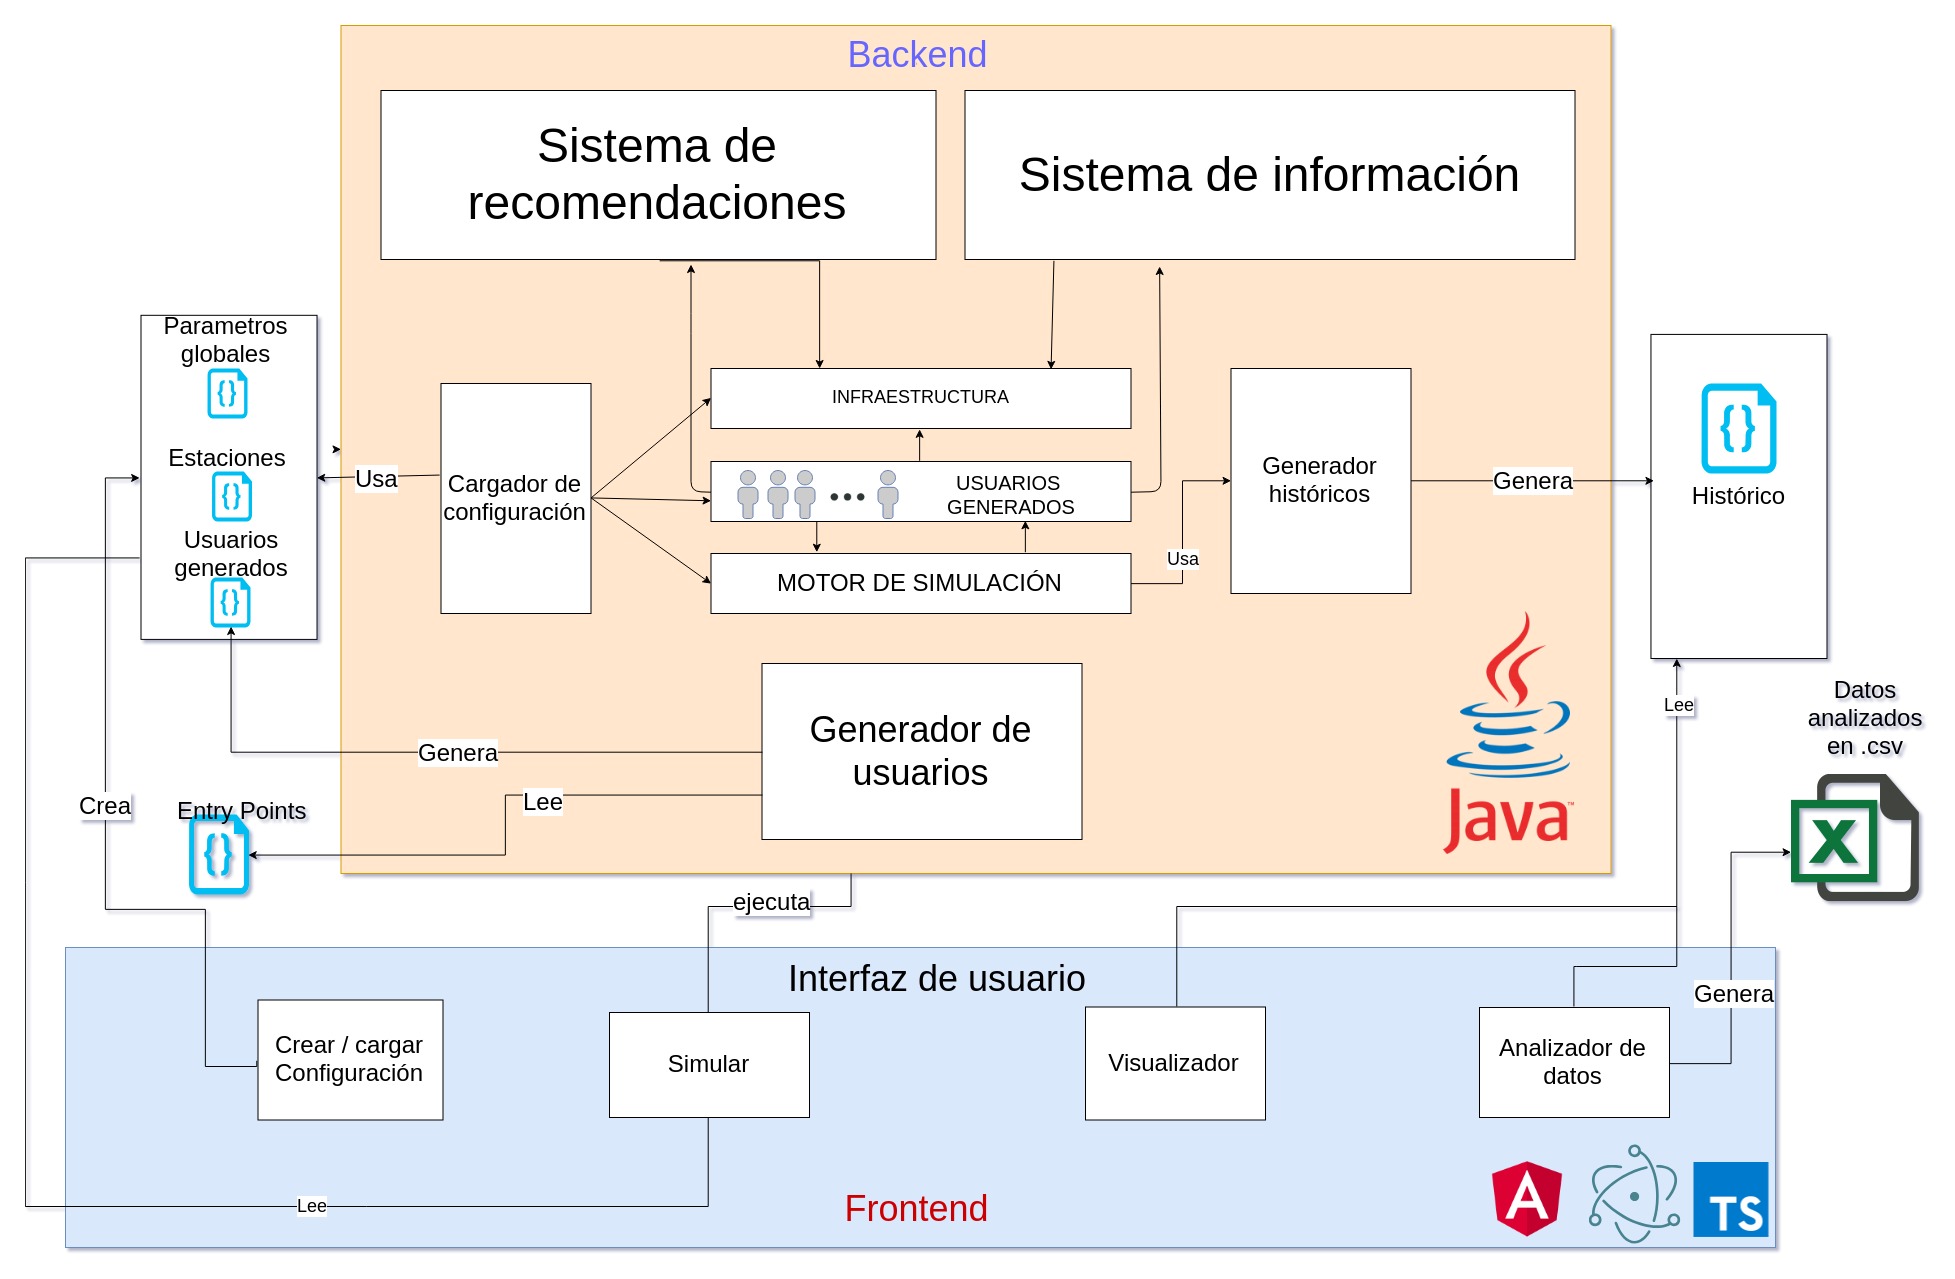 Backend
Sistema de
recomendaciones
Sistema de información
Parametros
globales
{}
Estaciones
{}
Usuarios
generados
{}
Usa
Cargador de
configuración
INFRAESTRUCTURA
USUARIOS
GENERADOS
MOTOR DE SIMULACIÓN
Usa
Generador
históricos
Genera
{}
Histórico
Generador de
usuarios
Genera
Lee
Java™
Lee
Datos
analizados
en .csv
X
Crea
Entry Points
{}
ejecuta
Interfaz de usuario
Crear / cargar
Configuración
Simular
Visualizador
Analizador de
datos
Genera
Lee
Frontend
A
TS